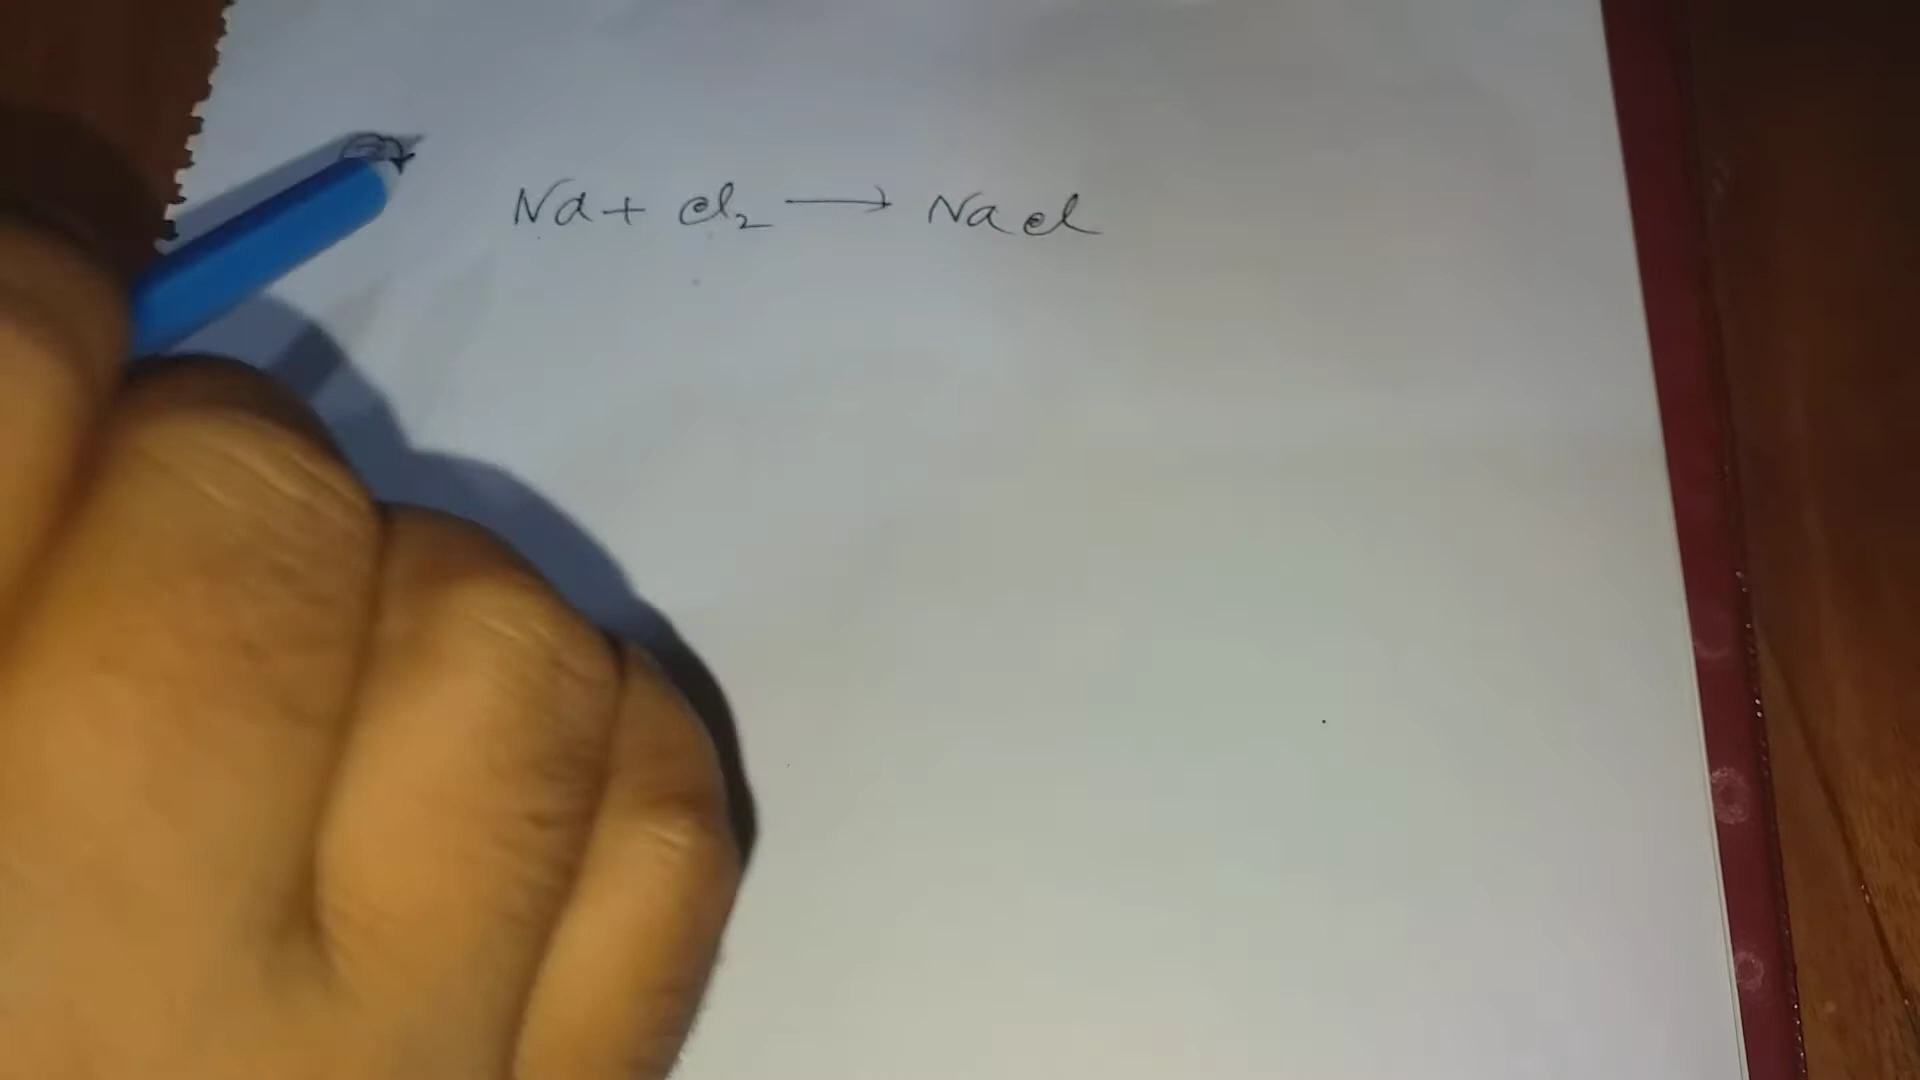 Na + Cl₂ → NaCl